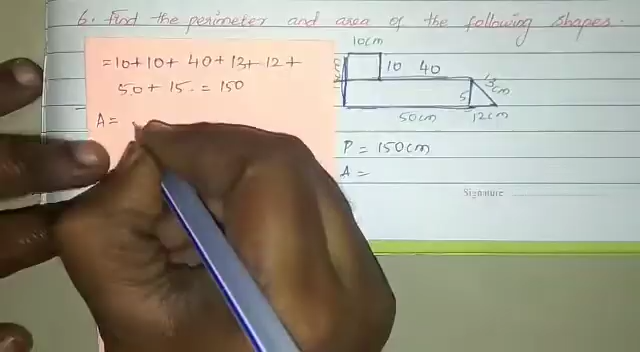 6. Find the perimeter and area of the following shapes.
10cm
=10+10+ 40+13+12+
50+ 15. = 150
10 40
13cm
5
50cm 12cm
A=
P = 150cm
A =
Signature